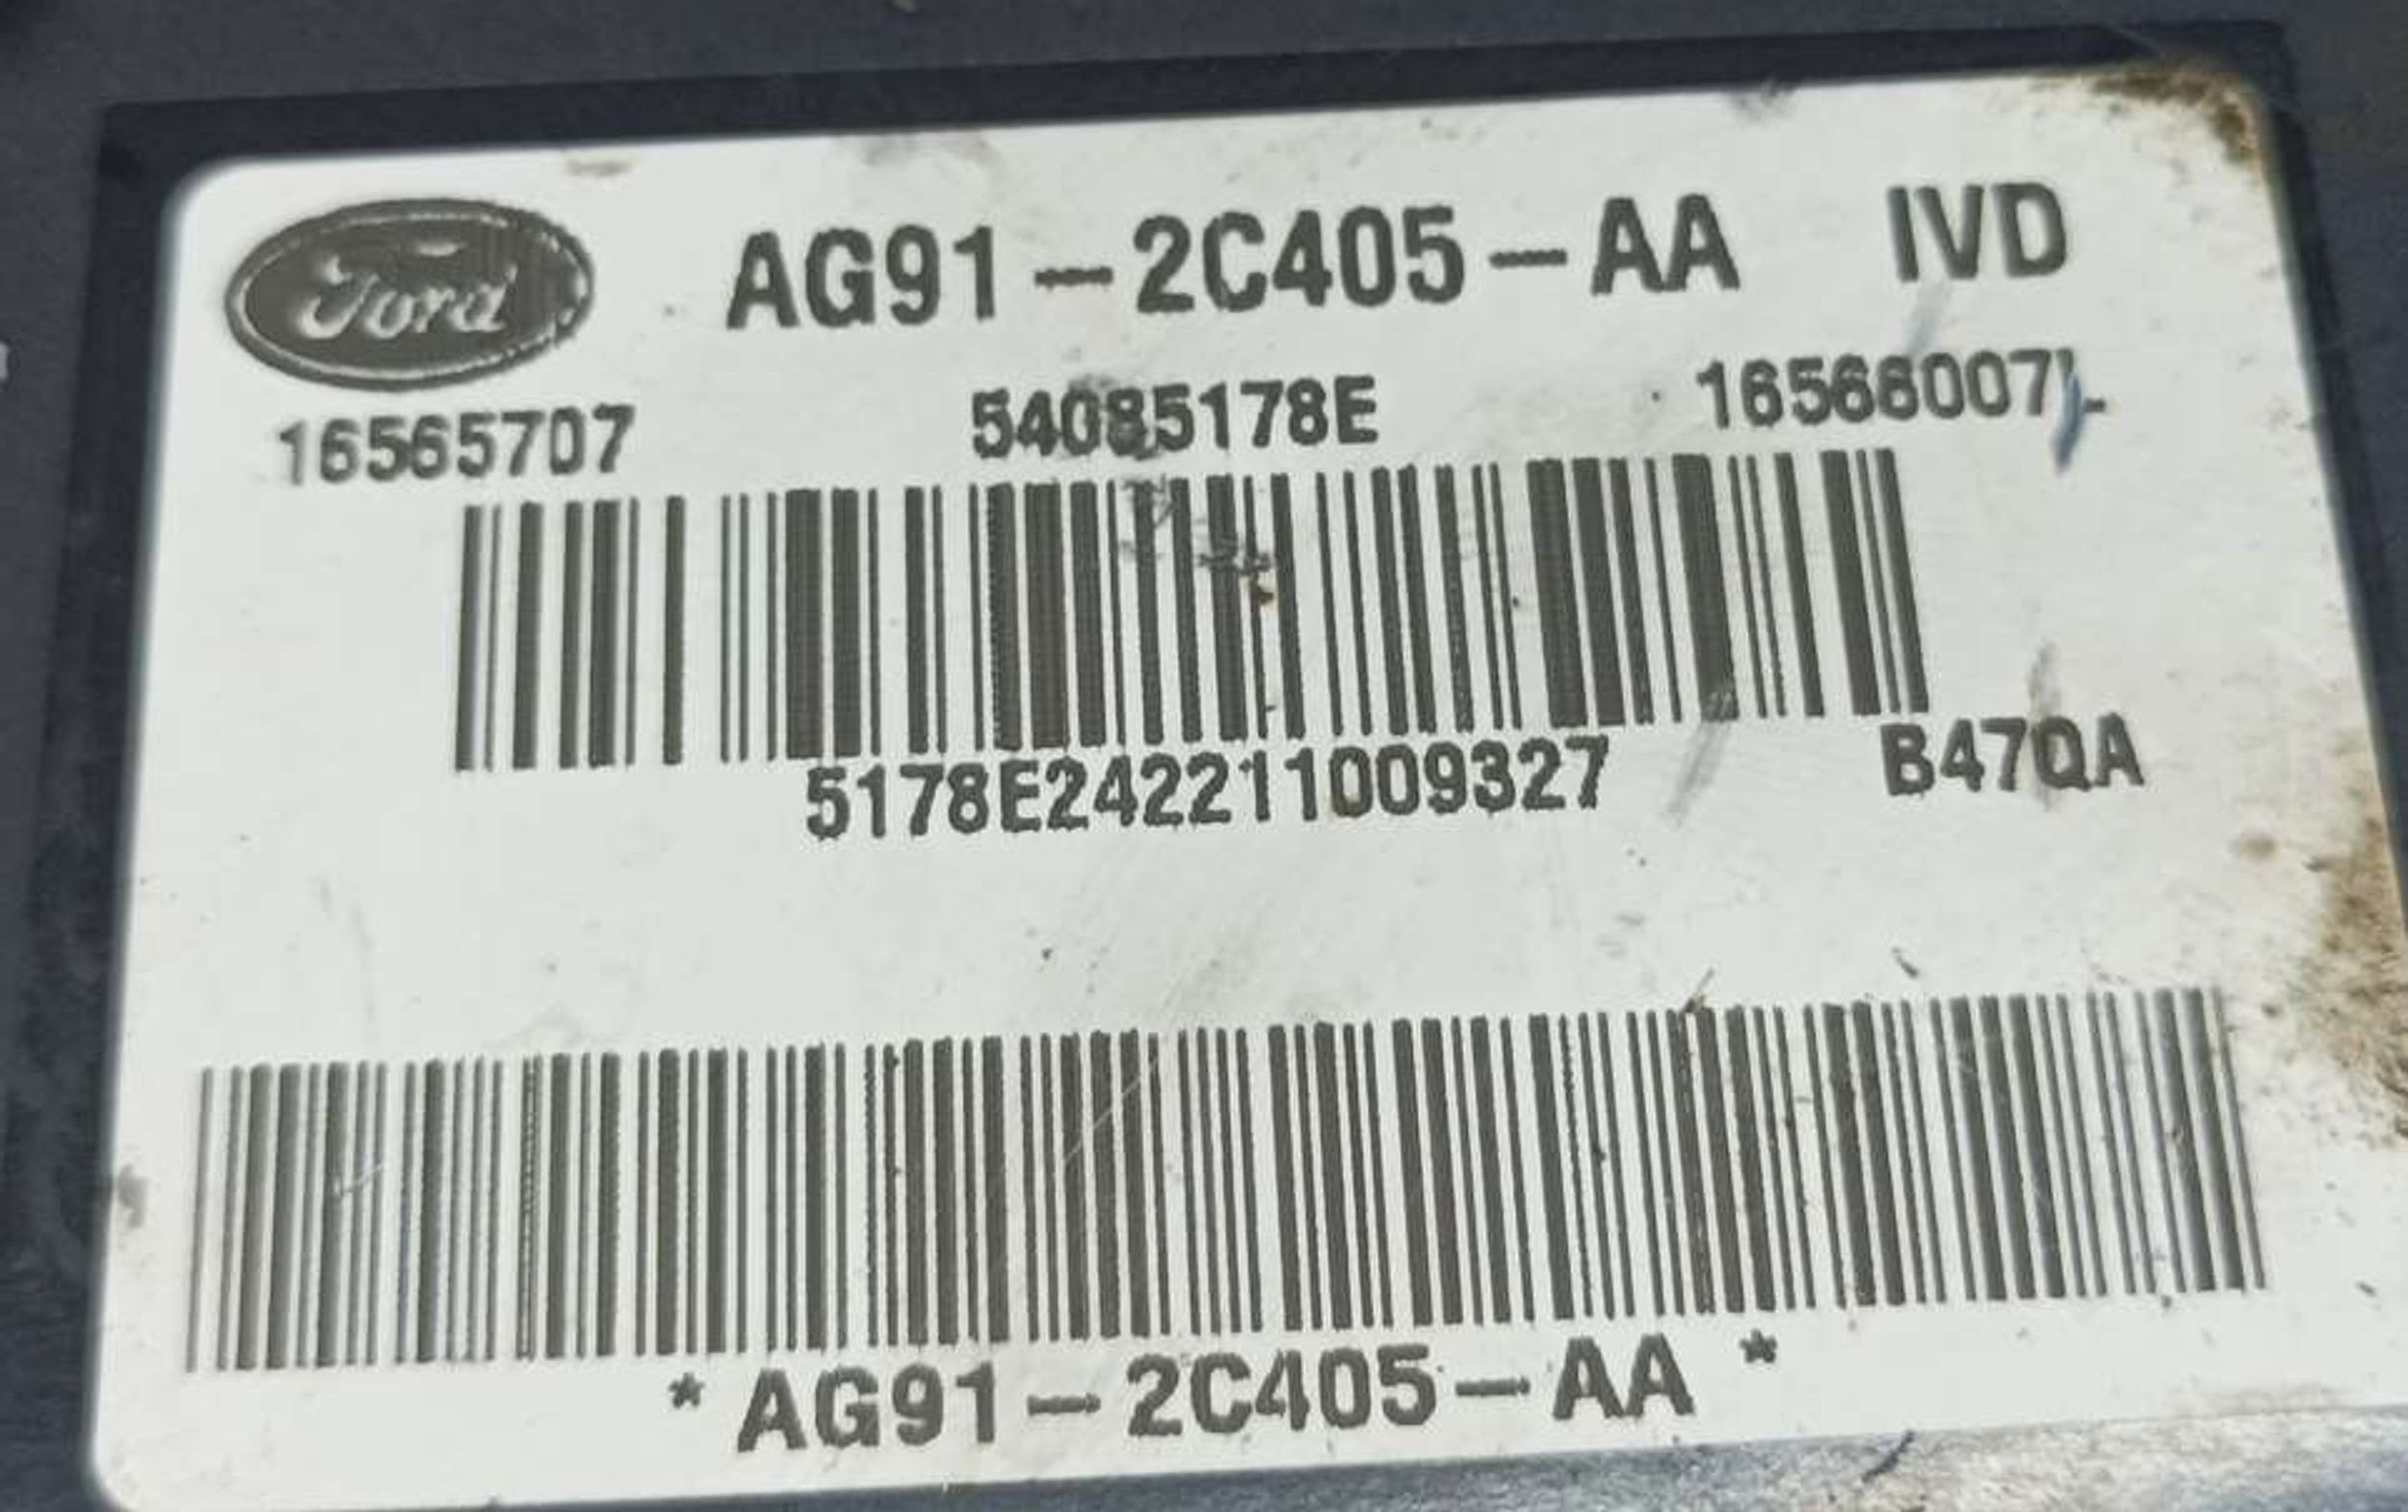 Ford AG91-2C405-AA IVD
16565707 54085178E 16566007
5178E242211009327 B47QA
*AG91-2C405-AA*